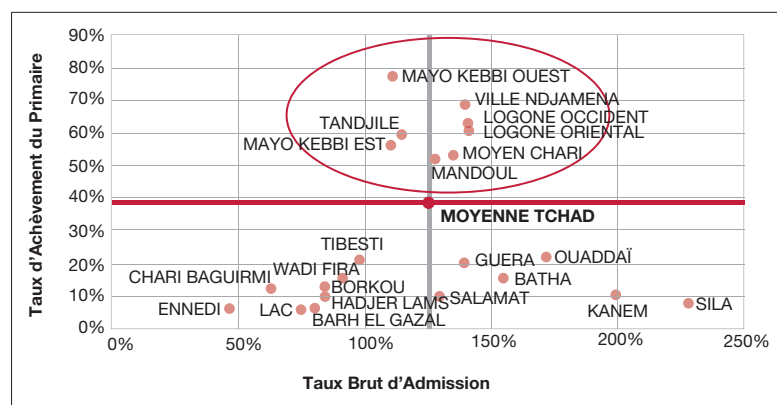 90%
80%
70%
60%
50%
40%
30%
20%
10%
0%
Taux d'Achèvement du Primaire
MAYO KEBBI OUEST
VILLE NDJAMENA
LOGONE OCCIDENT
TANDJILE
LOGONE ORIENTAL
MAYO KEBBI EST
MOYEN CHARI
MANDOUL
MOYENNE TCHAD
TIBESTI
GUERA
OUADDAÏ
WADI FIRA
CHARI BAGUIRMI
BATHA
BORKOU
HADJER LAMS
SALAMAT
ENNEDI
LAC
BARH EL GAZAL
KANEM
SILA
0%
50%
100%
150%
200%
250%
Taux Brut d'Admission